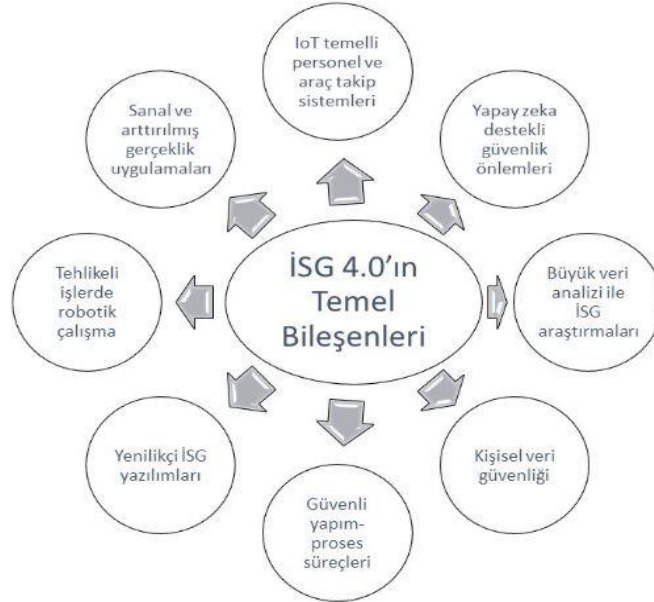 IoT temelli
personel ve
araç takip
sistemleri
Yapay zeka
destekli
güvenlik
önlemleri
Büyük veri
analizi ile
İSG
araştırmaları
Kişisel veri
güvenliği
Güvenli
yapım-
proses
süreçleri
Yenilikçi İSG
yazılımları
Tehlikeli
işlerde
robotik
çalışma
Sanal ve
arttırılmış
gerçeklik
uygulamaları
İSG 4.0’ın
Temel
Bileşenleri